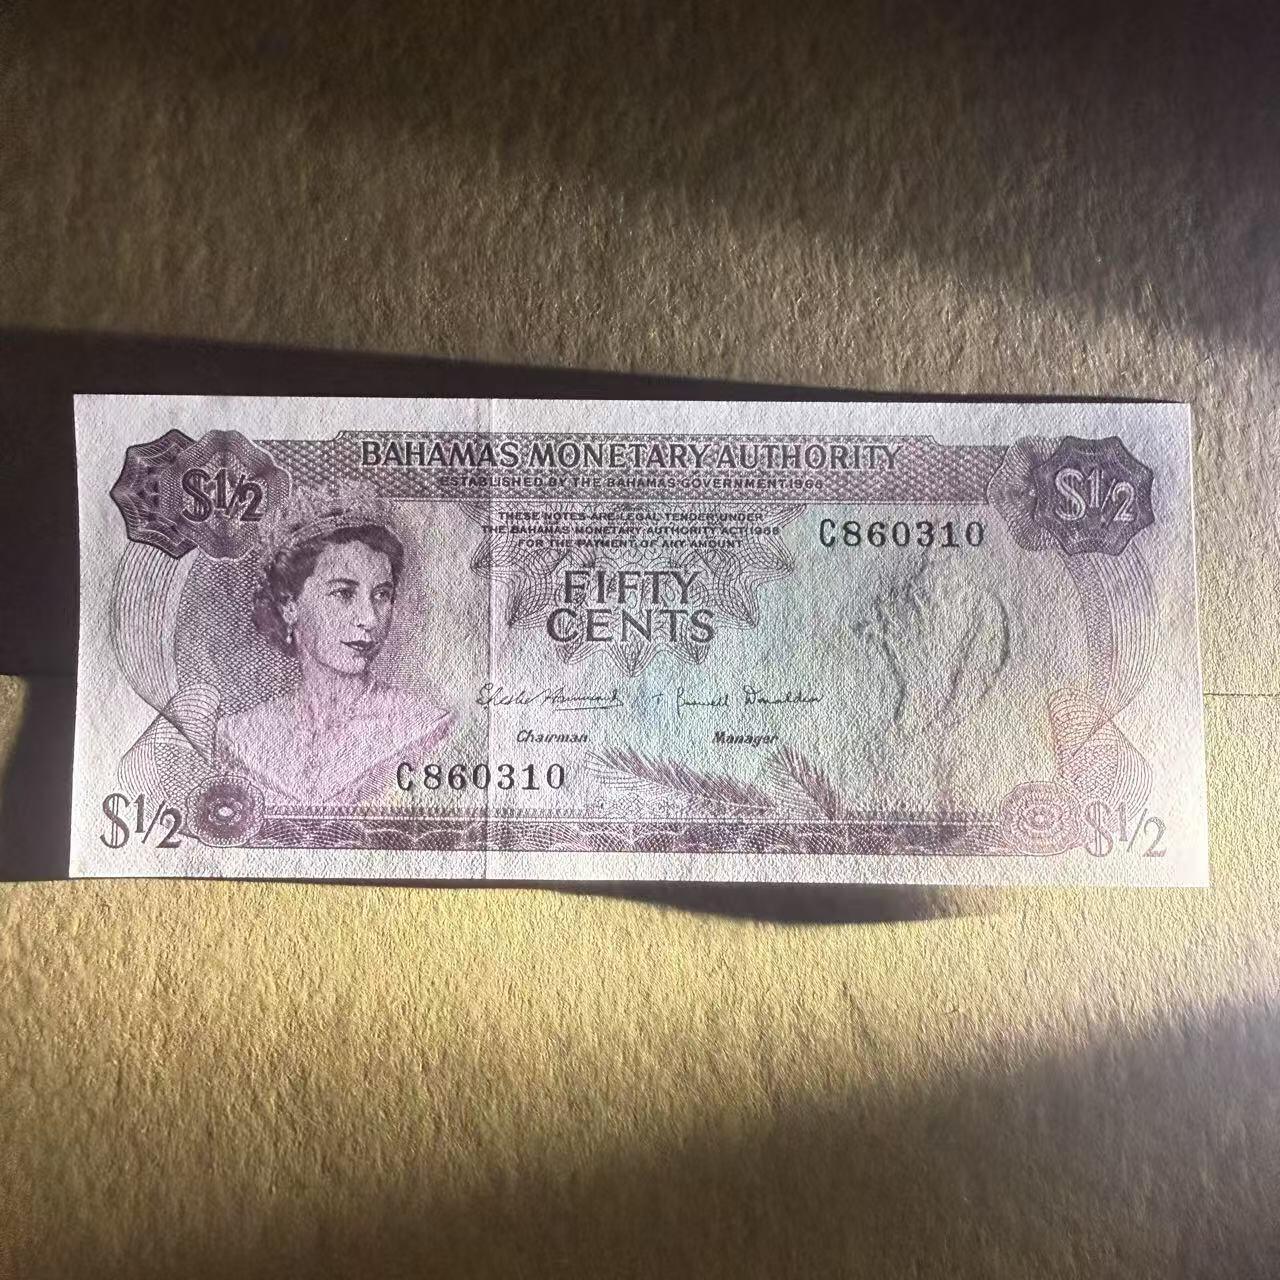 BAHAMAS MONETARY AUTHORITY
ESTABLISHED BY THE BAHAMAS GOVERNMENT 1968
$1/2
$1/2
THESE NOTES ARE LEGAL TENDER UNDER
THE BAHAMAS MONETARY AUTHORITY ACT 1968
FOR THE PAYMENT OF ANY AMOUNT
C860310
FIFTY
CENTS
Chairman
Manager
C860310
$1/2
$1/2